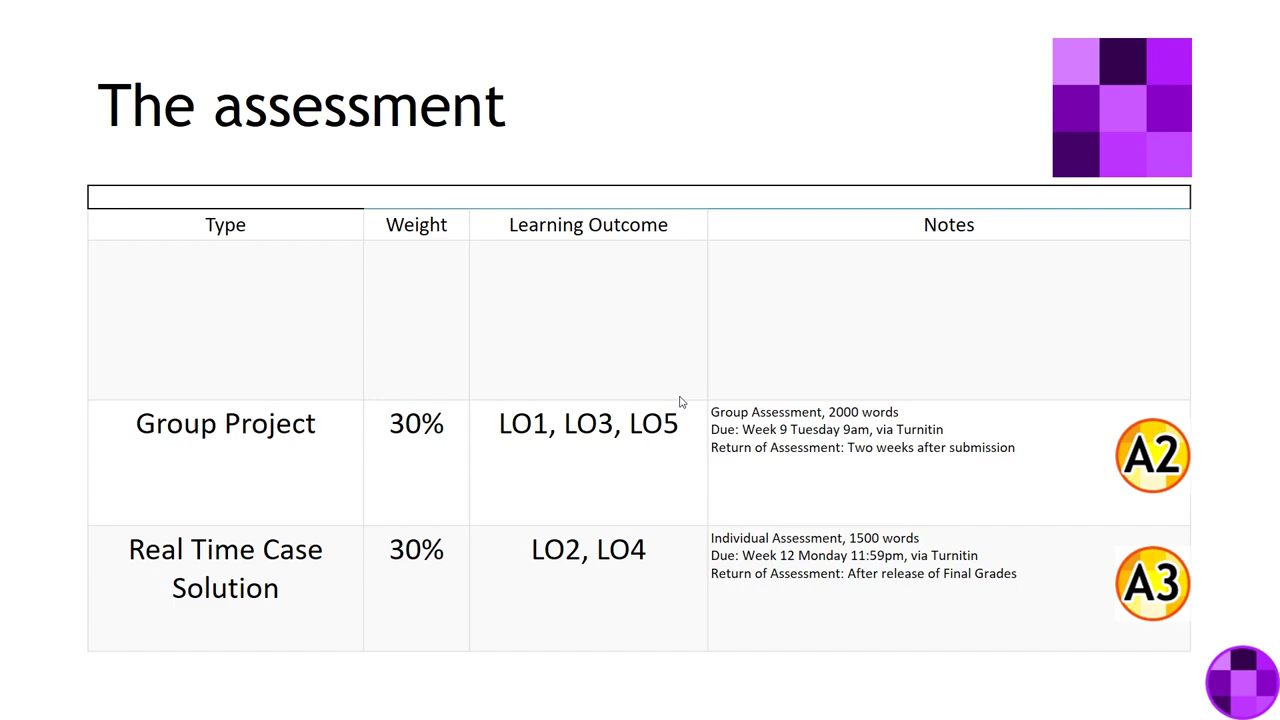 The assessment
Type Weight Learning Outcome Notes
Group Project 30% LO1, LO3, LO5
Group Assessment, 2000 words
Due: Week 9 Tuesday 9am, via Turnitin
Return of Assessment: Two weeks after submission
A2
Real Time Case
Solution
30% LO2, LO4
Individual Assessment, 1500 words
Due: Week 12 Monday 11:59pm, via Turnitin
Return of Assessment: After release of Final Grades
A3